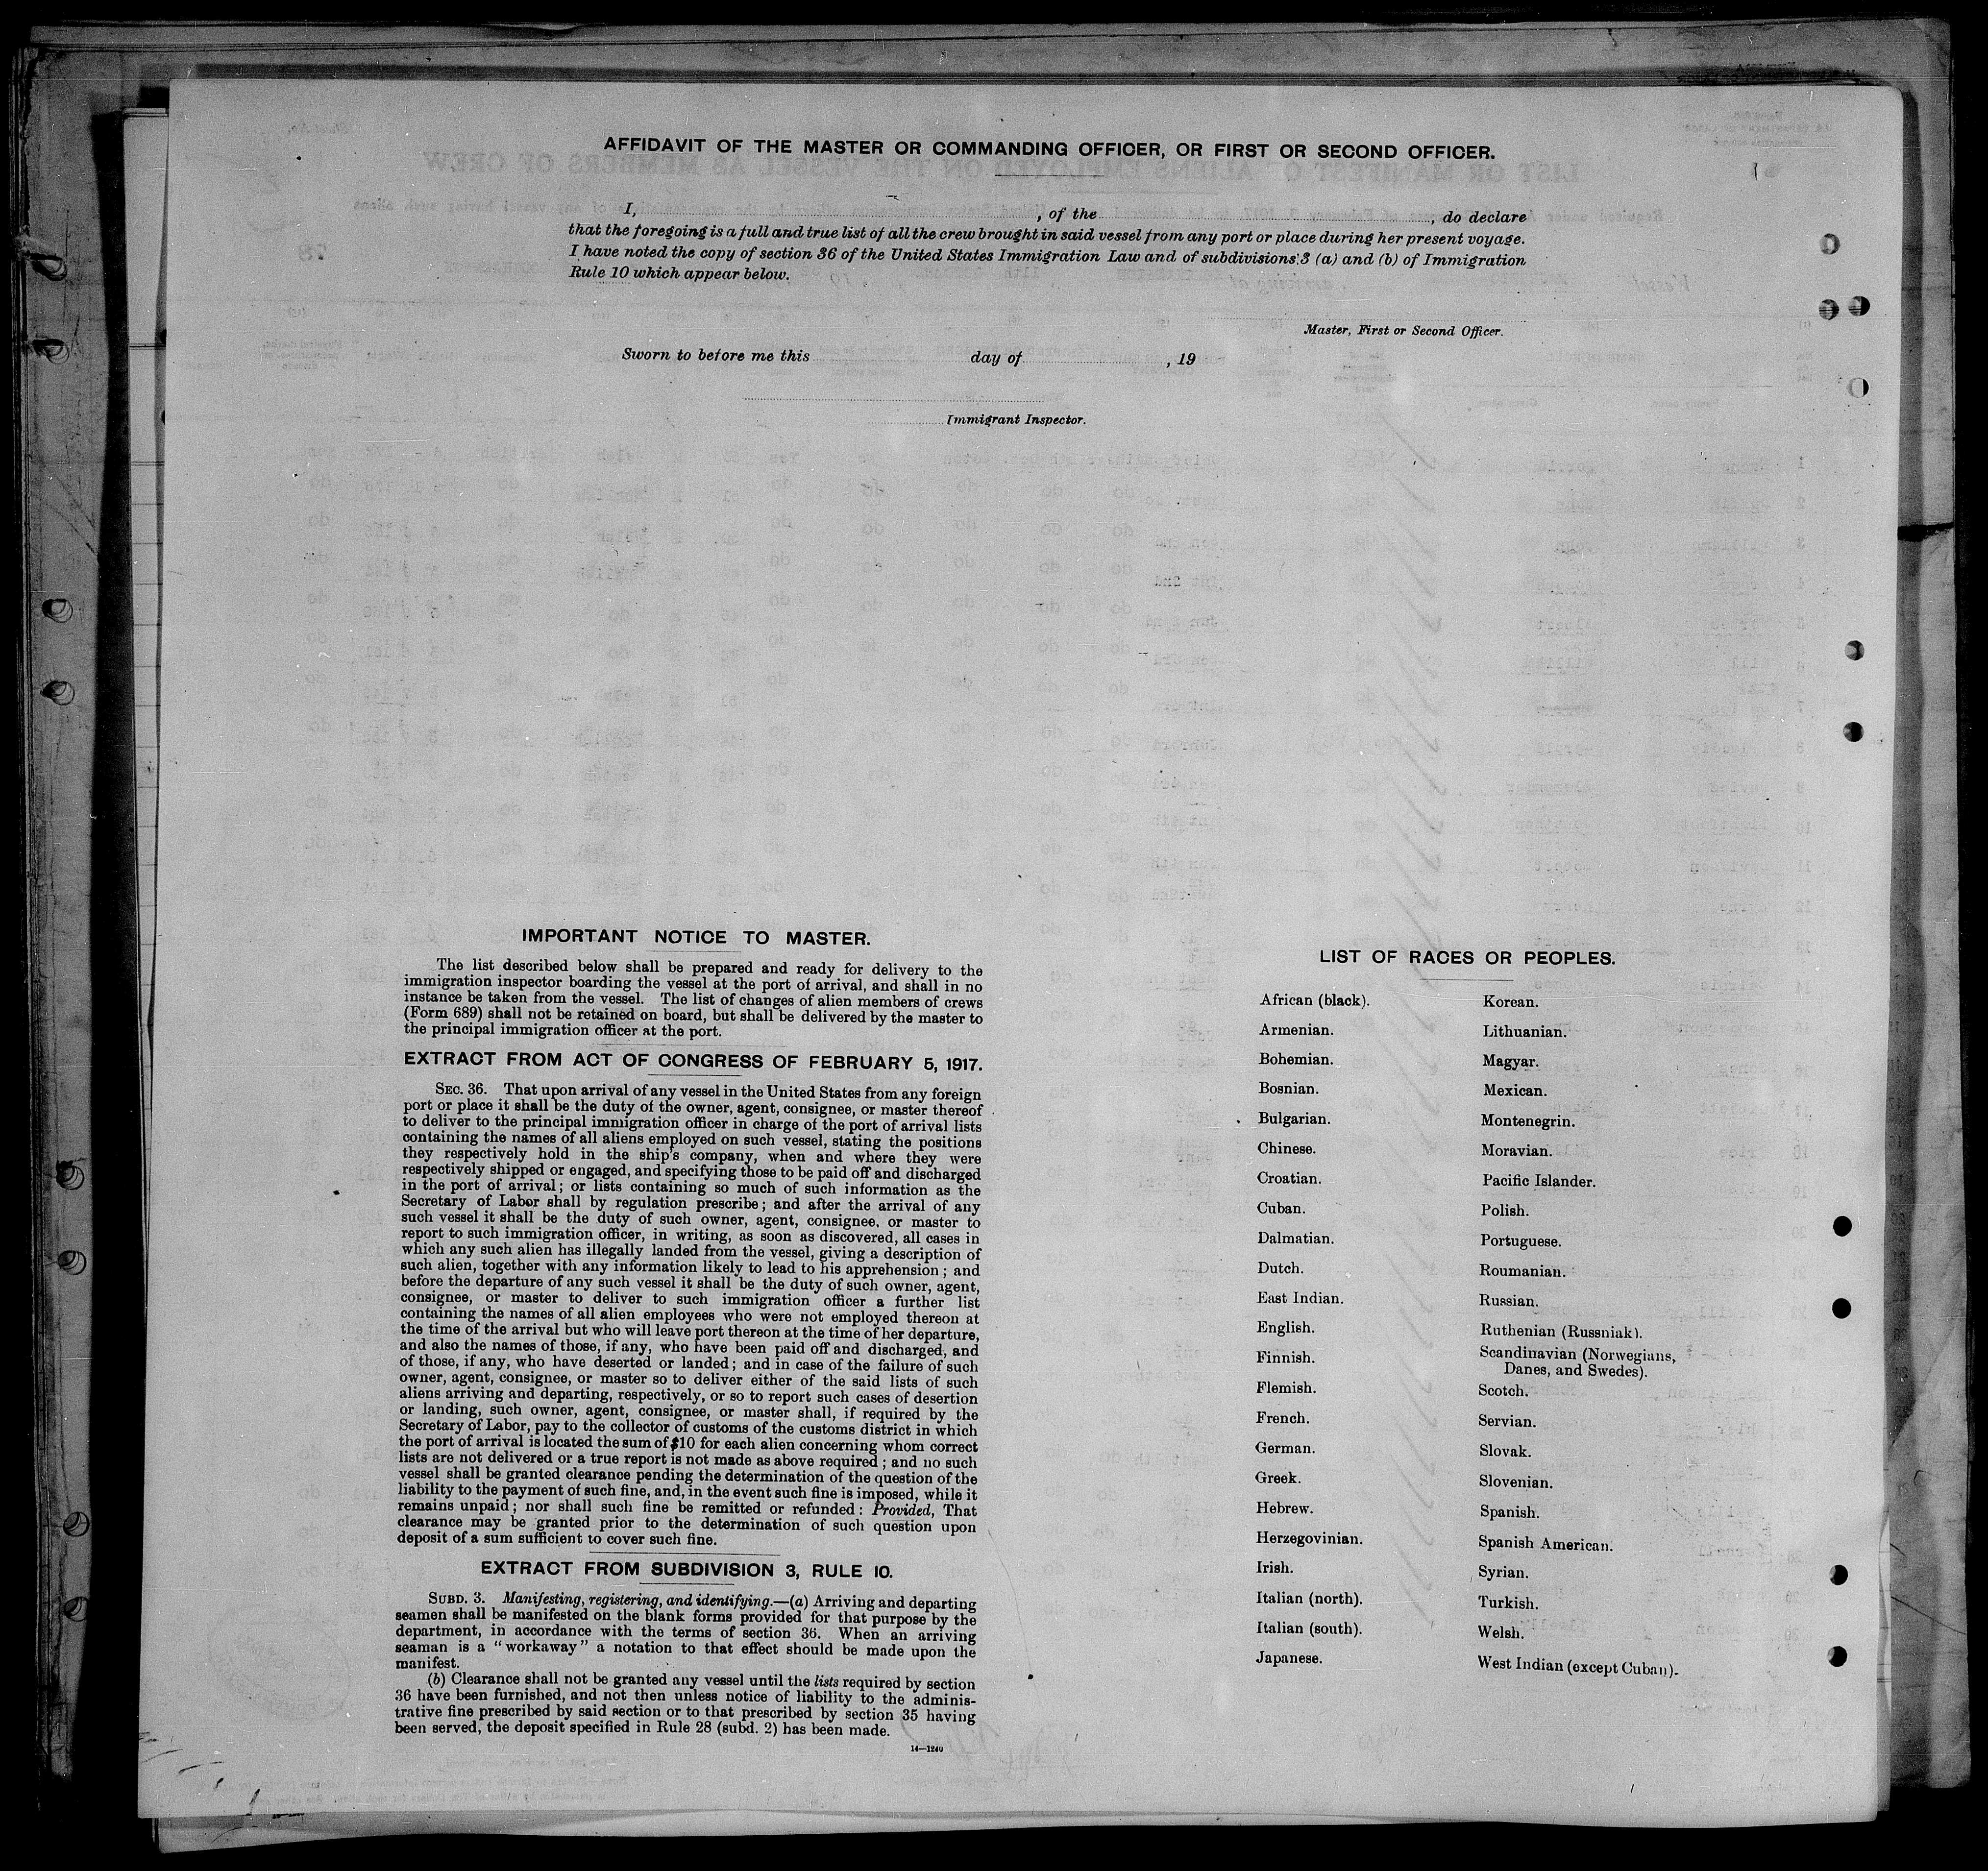 AFFIDAVIT OF THE MASTER OR COMMANDING OFFICER, OR FIRST OR SECOND OFFICER.
I, , of the , do declare
that the foregoing is a full and true list of all the crew brought in said vessel from any port or place during her present voyage.
I have noted the copy of section 36 of the United States Immigration Law and of subdivisions 3 (a) and (b) of Immigration
Rule 10 which appear below.
Master, First or Second Officer.
Sworn to before me this day of , 19
Immigrant Inspector.
IMPORTANT NOTICE TO MASTER.
The list described below shall be prepared and ready for delivery to the
immigration inspector boarding the vessel at the port of arrival, and shall in no
instance be taken from the vessel. The list of changes of alien members of crews
(Form 689) shall not be retained on board, but shall be delivered by the master to
the principal immigration officer at the port.
EXTRACT FROM ACT OF CONGRESS OF FEBRUARY 5, 1917.
SEC. 36. That upon arrival of any vessel in the United States from any foreign
port or place it shall be the duty of the owner, agent, consignee, or master thereof
to deliver to the principal immigration officer in charge of the port of arrival lists
containing the names of all aliens employed on such vessel, stating the positions
they respectively hold in the ship's company, when and where they were
respectively shipped or engaged, and specifying those to be paid off and discharged
in the port of arrival; or lists containing so much of such information as the
Secretary of Labor shall by regulation prescribe; and after the arrival of any
such vessel it shall be the duty of such owner, agent, consignee, or master to
report to such immigration officer, in writing, as soon as discovered, all cases in
which any such alien has illegally landed from the vessel, giving a description of
such alien, together with any information likely to lead to his apprehension; and
before the departure of any such vessel it shall be the duty of such owner, agent,
consignee, or master to deliver to such immigration officer a further list
containing the names of all alien employees who were not employed thereon at
the time of the arrival but who will leave port thereon at the time of her departure,
and also the names of those, if any, who have been paid off and discharged, and
of those, if any, who have deserted or landed; and in case of the failure of such
owner, agent, consignee, or master so to deliver either of the said lists of such
aliens arriving and departing, respectively, or so to report such cases of desertion
or landing, such owner, agent, consignee, or master shall, if required by the
Secretary of Labor, pay to the collector of customs of the customs district in which
the port of arrival is located the sum of $10 for each alien concerning whom correct
lists are not delivered or a true report is not made as above required; and no such
vessel shall be granted clearance pending the determination of the question of the
liability to the payment of such fine, and, in the event such fine is imposed, while it
remains unpaid; nor shall such fine be remitted or refunded: Provided, That
clearance may be granted prior to the determination of such question upon
deposit of a sum sufficient to cover such fine.
EXTRACT FROM SUBDIVISION 3, RULE 10.
SUBD. 3. Manifesting, registering, and identifying.—(a) Arriving and departing
seamen shall be manifested on the blank forms provided for that purpose by the
department, in accordance with the terms of section 36. When an arriving
seaman is a "workaway" a notation to that effect should be made upon the
manifest.
(b) Clearance shall not be granted any vessel until the lists required by section
36 have been furnished, and not then unless notice of liability to the adminis-
trative fine prescribed by said section or to that prescribed by section 35 having
been served, the deposit specified in Rule 28 (subd. 2) has been made.
14—1240
LIST OF RACES OR PEOPLES.
African (black).
Armenian.
Bohemian.
Bosnian.
Bulgarian.
Chinese.
Croatian.
Cuban.
Dalmatian.
Dutch.
East Indian.
English.
Finnish.
Flemish.
French.
German.
Greek.
Hebrew.
Herzegovinian.
Irish.
Italian (north).
Italian (south).
Japanese.
Korean.
Lithuanian.
Magyar.
Mexican.
Montenegrin.
Moravian.
Pacific Islander.
Polish.
Portuguese.
Roumanian.
Russian.
Ruthenian (Russniak).
Scandinavian (Norwegians,
Danes, and Swedes).
Scotch.
Servian.
Slovak.
Slovenian.
Spanish.
Spanish American.
Syrian.
Turkish.
Welsh.
West Indian (except Cuban).